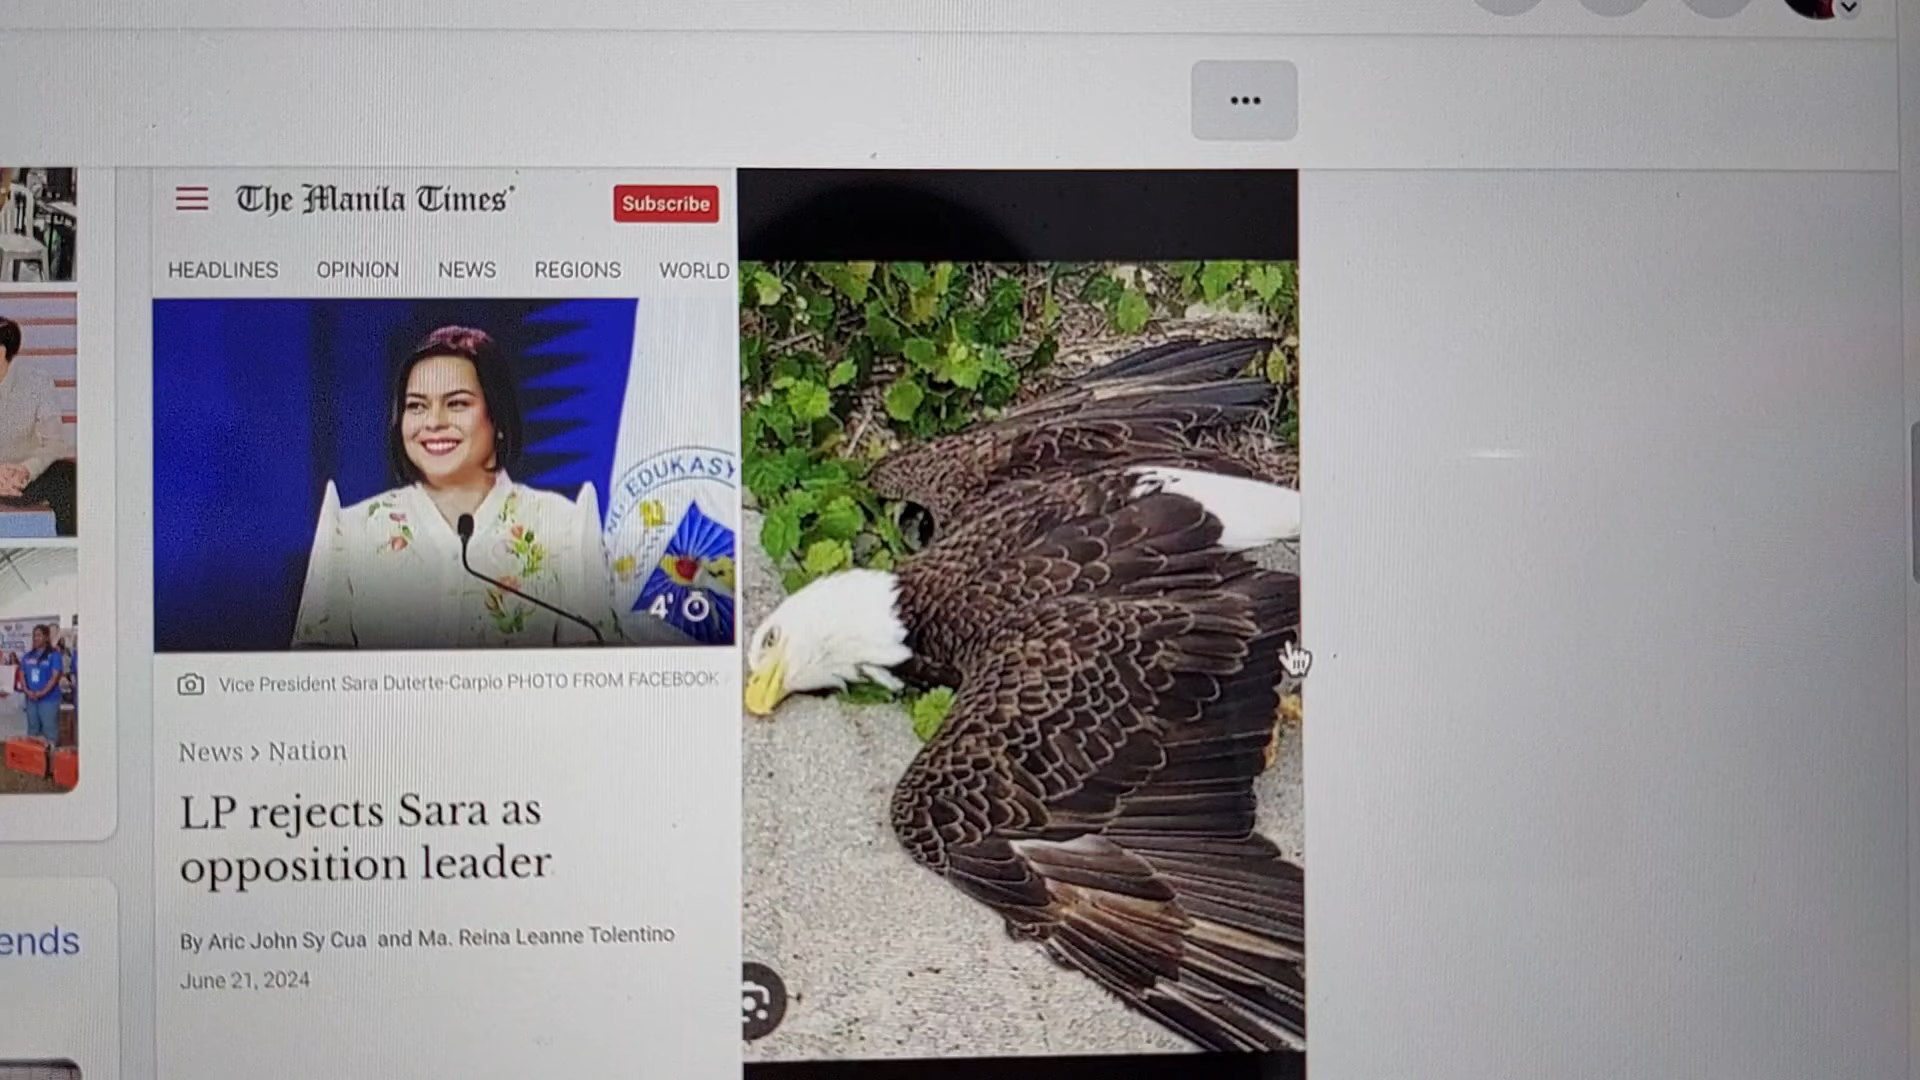 The Manila Times
Subscribe
HEADLINES OPINION NEWS REGIONS WORLD
EDUKASY
4'
Vice President Sara Duterte-Carpio PHOTO FROM FACEBOOK
News > Nation
LP rejects Sara as
opposition leader
By Aric John Sy Cua and Ma. Reina Leanne Tolentino
June 21, 2024
ends